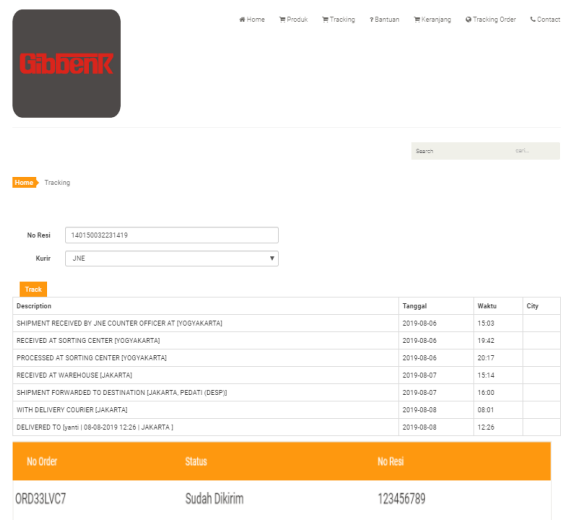 Home Produk Tracking ? Bantuan Keranjang Tracking Order Contact
Gibbenk
Search
Home Tracking
No Resi 140150032231419
Kurir JNE
Track
Description Tanggal Waktu City
SHIPMENT RECEIVED BY JNE COUNTER OFFICER AT [YOGYAKARTA] 2019-08-06 15:03
RECEIVED AT SORTING CENTER [YOGYAKARTA] 2019-08-06 19:42
PROCESSED AT SORTING CENTER [YOGYAKARTA] 2019-08-06 20:17
RECEIVED AT WAREHOUSE [JAKARTA] 2019-08-07 15:14
SHIPMENT FORWARDED TO DESTINATION [JAKARTA, PEDATI (DESP)] 2019-08-07 16:00
WITH DELIVERY COURIER [JAKARTA] 2019-08-08 08:01
DELIVERED TO [yanti | 08-08-2019 12:26 | JAKARTA ] 2019-08-08 12:26
No Order Status No Resi
ORD33LVC7 Sudah Dikirim 123456789